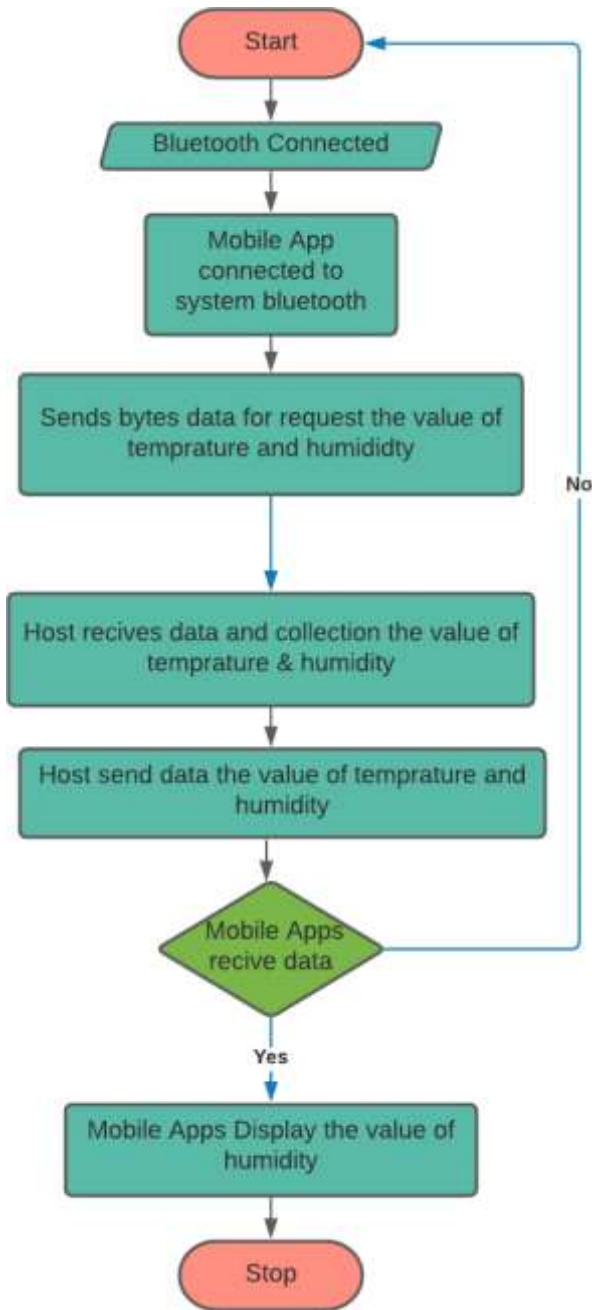 Start
Bluetooth Connected
Mobile App
connected to
system bluetooth
Sends bytes data for request the value of
temprature and humididty
No
Host recives data and collection the value of
temprature & humidity
Host send data the value of temprature and
humidity
Mobile Apps
recive data
Yes
Mobile Apps Display the value of
humidity
Stop